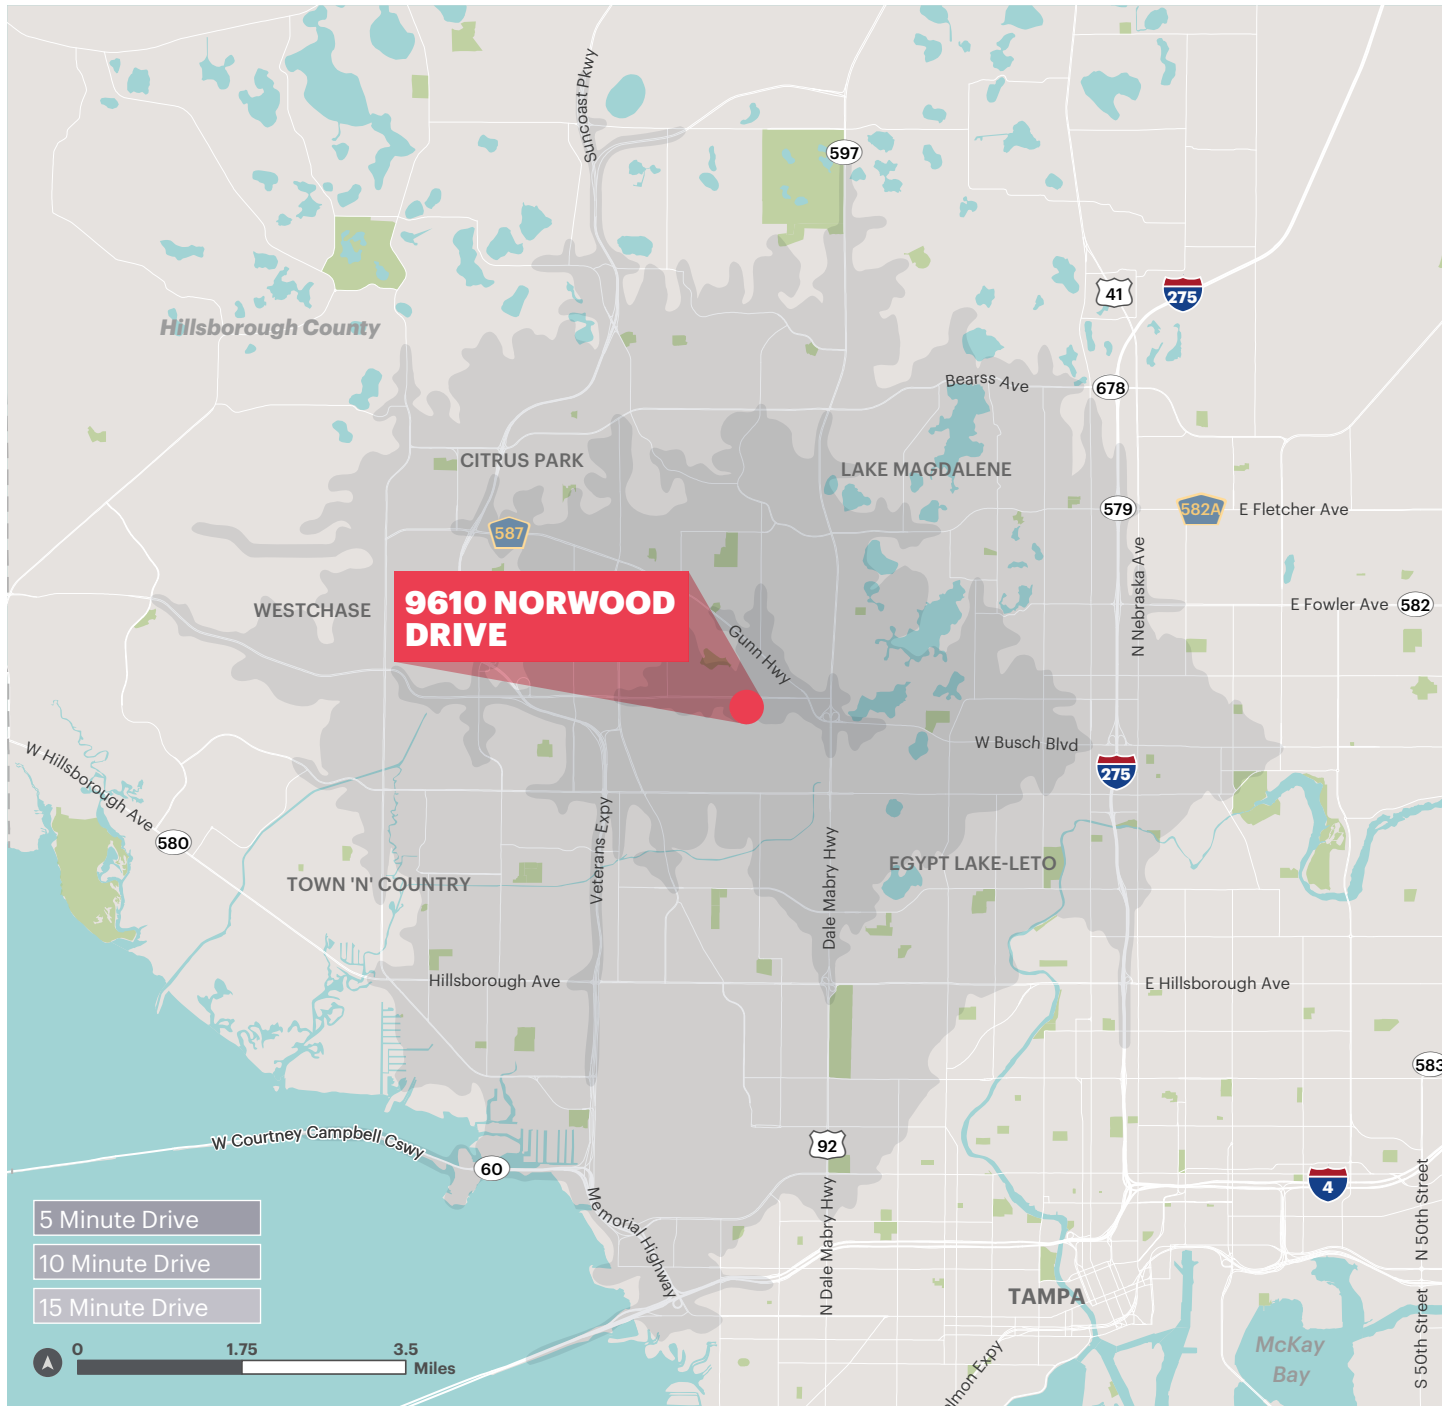 Suncoast Pkwy
597
41
275
Hillsborough County
Bearss Ave
678
CITRUS PARK
LAKE MAGDALENE
587
579
582A
E Fletcher Ave
WESTCHASE
9610 NORWOOD
DRIVE
Gunn Hwy
N Nebraska Ave
E Fowler Ave
582
W Hillsborough Ave
580
W Busch Blvd
275
Veterans Expy
Dale Mabry Hwy
EGYPT LAKE-LETO
TOWN 'N' COUNTRY
Hillsborough Ave
E Hillsborough Ave
583
W Courtney Campbell Cswy
60
92
4
Memorial Highway
N Dale Mabry Hwy
N 50th Street
S 50th Street
TAMPA
McKay
Bay
elmon Expy
5 Minute Drive
10 Minute Drive
15 Minute Drive
0
1.75
3.5
Miles